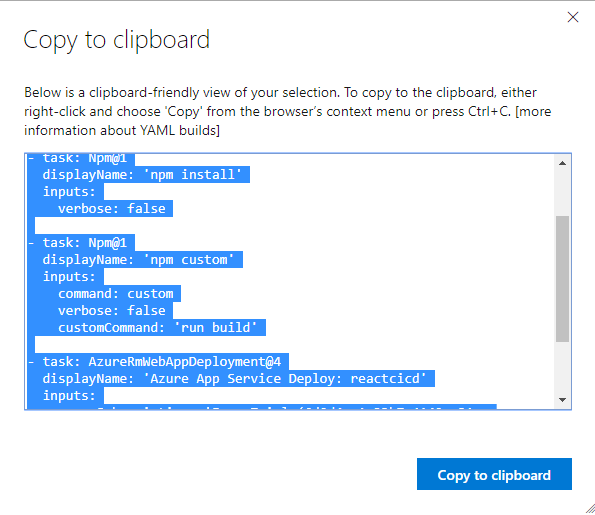 Copy to clipboard
Below is a clipboard-friendly view of your selection. To copy to the clipboard, either
right-click and choose 'Copy' from the browser's context menu or press Ctrl+C. [more
information about YAML builds]
- task: Npm@1
displayName: 'npm install'
inputs:
verbose: false
- task: Npm@1
displayName: 'npm custom'
inputs:
command: custom
verbose: false
customCommand: 'run build'
- task: AzureRmWebAppDeployment@4
displayName: 'Azure App Service Deploy: reactcicd'
inputs:
Copy to clipboard